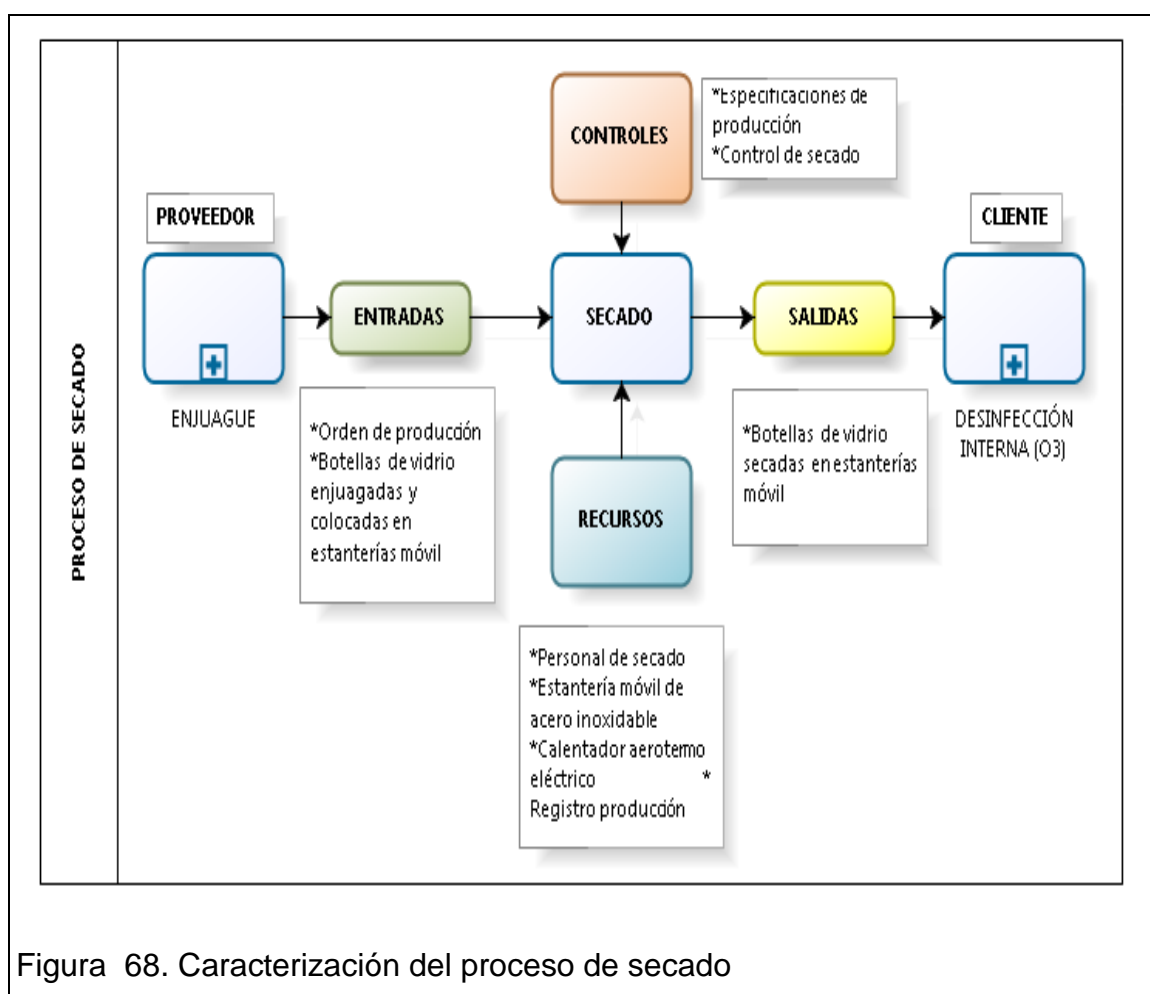 PROCESO DE SECADO
CONTROLES
*Especificaciones de
producción
*Control de secado
PROVEEDOR
CLIENTE
ENTRADAS
SECADO
SALIDAS
ENJUAGUE
DESINFECCIÓN
INTERNA (O3)
*Orden de producción
*Botellas de vidrio
enjuagadas y
colocadas en
estanterías móvil
*Botellas de vidrio
secadas en estanterías
móvil
RECURSOS
*Personal de secado
*Estantería móvil de
acero inoxidable
*Calentador aerotermo
eléctrico *
Registro producción
Figura 68. Caracterización del proceso de secado